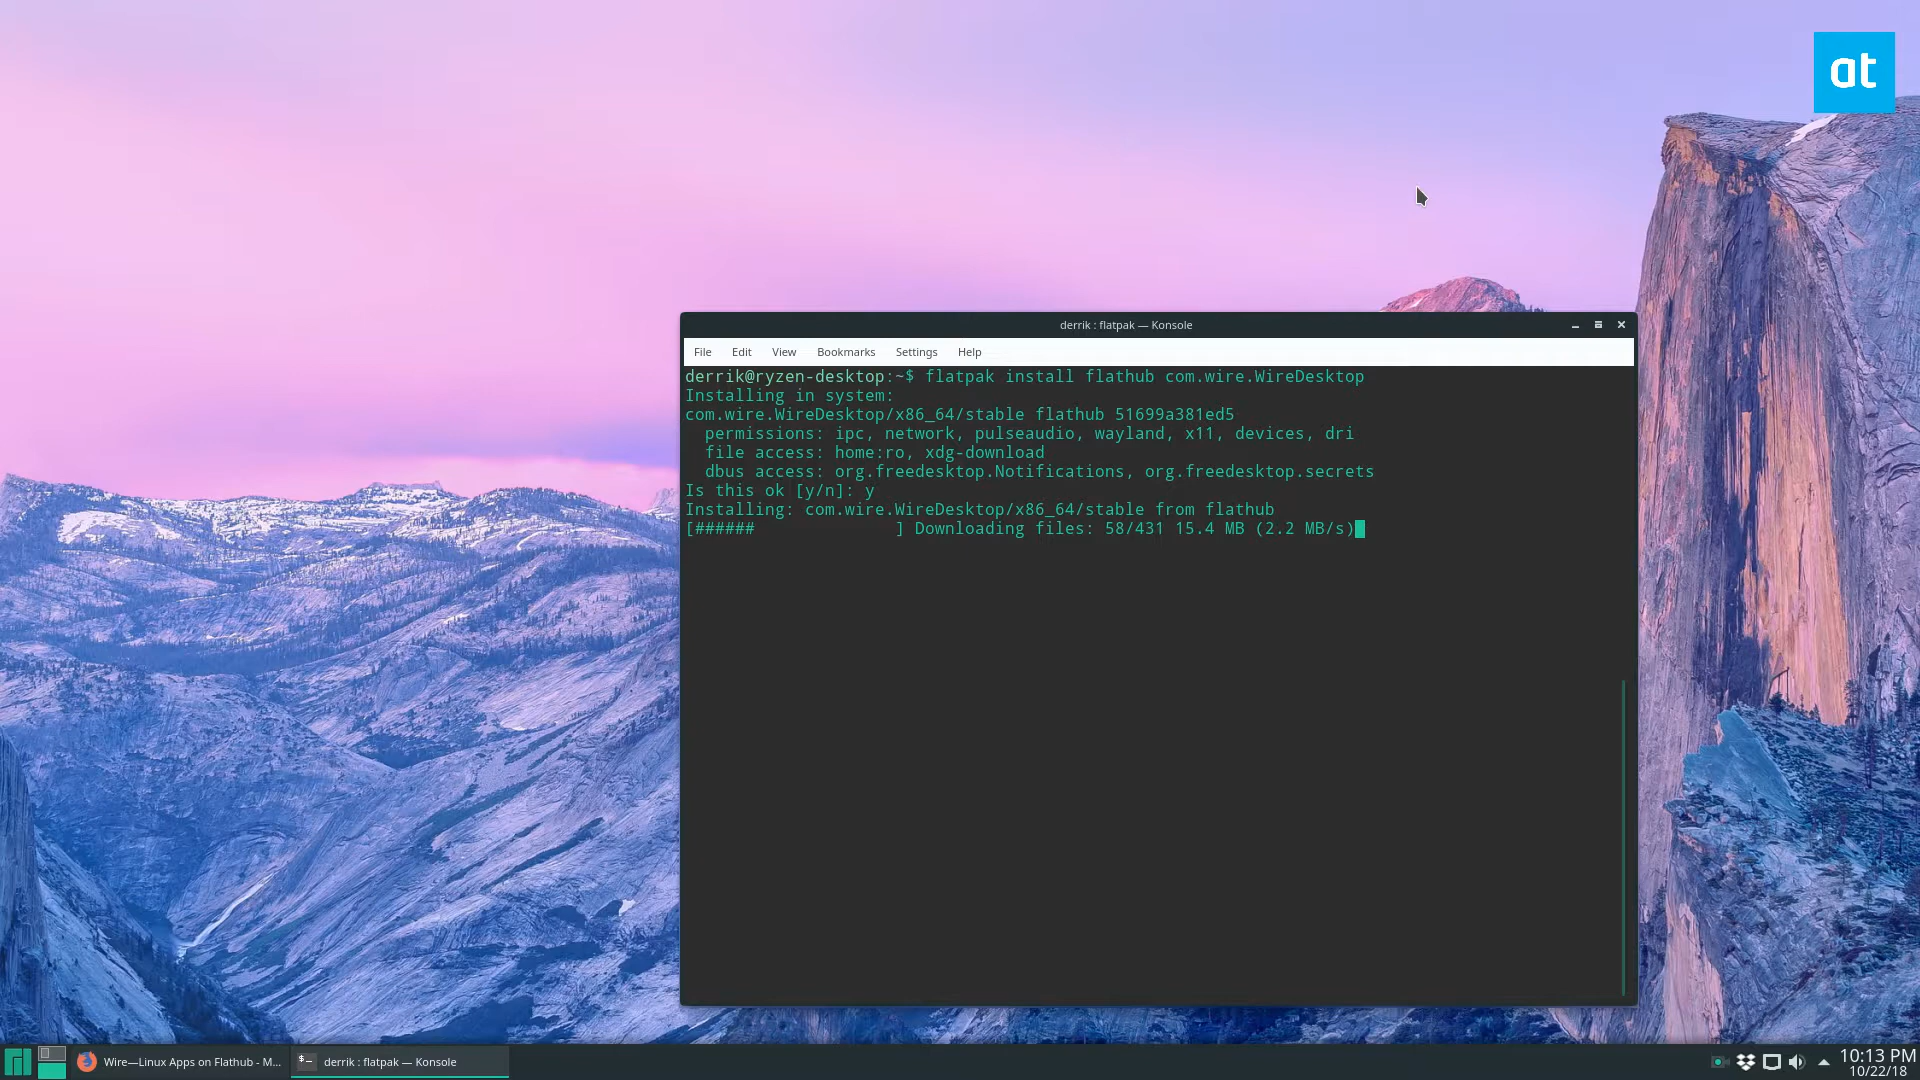 at
derrik : flatpak — Konsole
File Edit View Bookmarks Settings Help
derrik@ryzen-desktop:~$ flatpak install flathub com.wire.WireDesktop
Installing in system:
com.wire.WireDesktop/x86_64/stable flathub 51699a381ed5
  permissions: ipc, network, pulseaudio, wayland, x11, devices, dri
  file access: home:ro, xdg-download
  dbus access: org.freedesktop.Notifications, org.freedesktop.secrets
Is this ok [y/n]: y
Installing: com.wire.WireDesktop/x86_64/stable from flathub
[######              ] Downloading files: 58/431 15.4 MB (2.2 MB/s)
Wire—Linux Apps on Flathub - M... derrik : flatpak — Konsole 10:13 PM
10/22/18